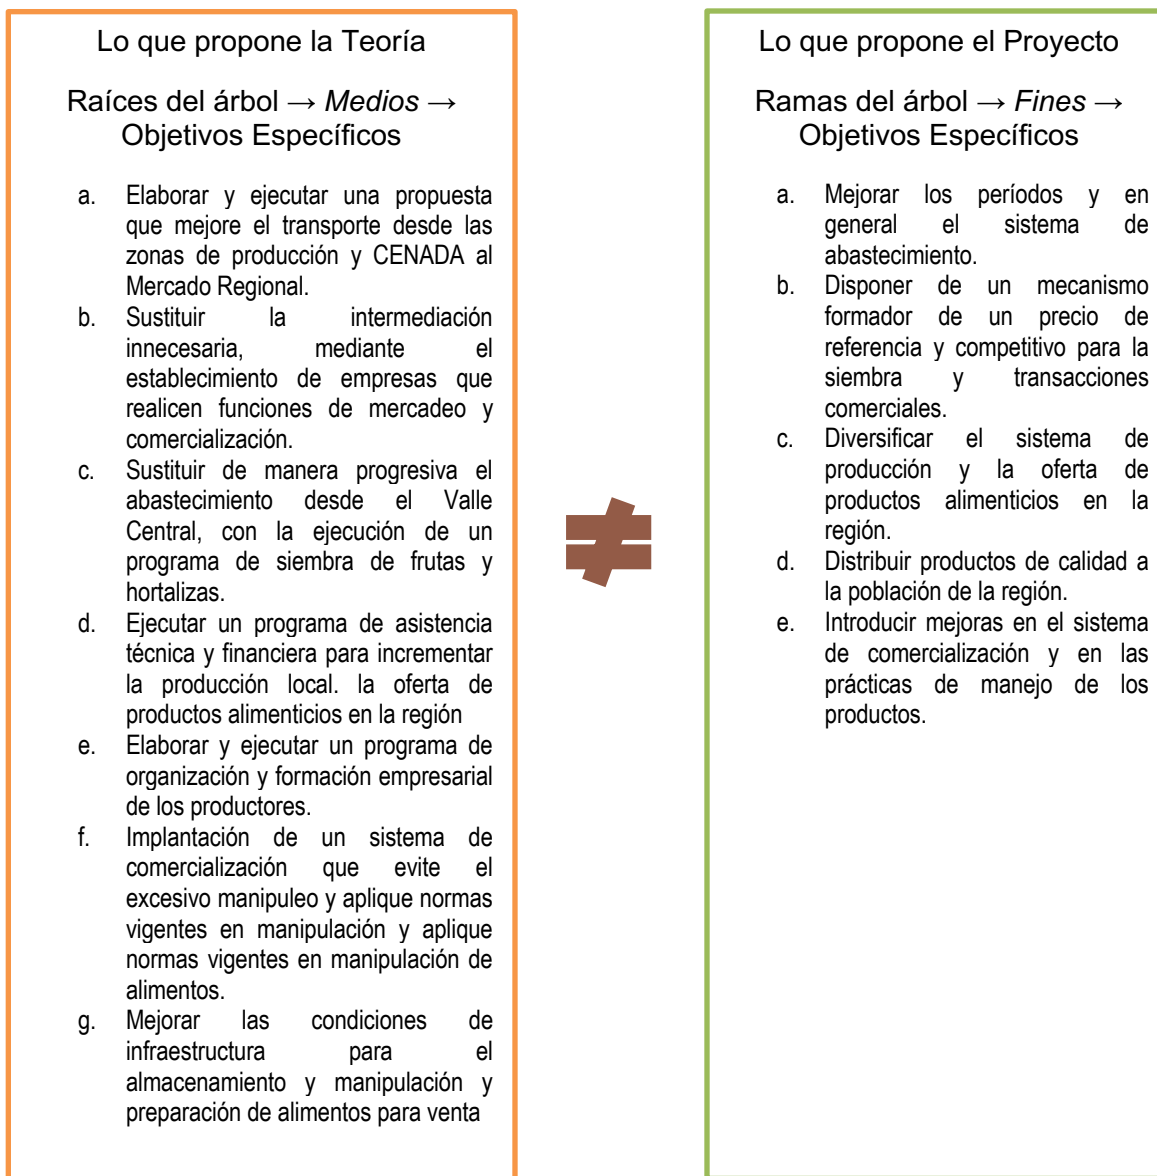 Lo que propone la Teoría
Raíces del árbol → Medios →
Objetivos Específicos
a. Elaborar y ejecutar una propuesta
que mejore el transporte desde las
zonas de producción y CENADA al
Mercado Regional.
b. Sustituir la intermediación
innecesaria, mediante el
establecimiento de empresas que
realicen funciones de mercadeo y
comercialización.
c. Sustituir de manera progresiva el
abastecimiento desde el Valle
Central, con la ejecución de un
programa de siembra de frutas y
hortalizas.
d. Ejecutar un programa de asistencia
técnica y financiera para incrementar
la producción local. la oferta de
productos alimenticios en la región
e. Elaborar y ejecutar un programa de
organización y formación empresarial
de los productores.
f. Implantación de un sistema de
comercialización que evite el
excesivo manipuleo y aplique normas
vigentes en manipulación y aplique
normas vigentes en manipulación de
alimentos.
g. Mejorar las condiciones de
infraestructura para el
almacenamiento y manipulación y
preparación de alimentos para venta
≠
Lo que propone el Proyecto
Ramas del árbol → Fines →
Objetivos Específicos
a. Mejorar los períodos y en
general el sistema de
abastecimiento.
b. Disponer de un mecanismo
formador de un precio de
referencia y competitivo para la
siembra y transacciones
comerciales.
c. Diversificar el sistema de
producción y la oferta de
productos alimenticios en la
región.
d. Distribuir productos de calidad a
la población de la región.
e. Introducir mejoras en el sistema
de comercialización y en las
prácticas de manejo de los
productos.